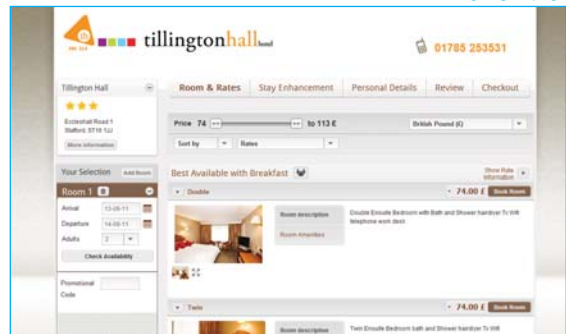 th
tillingtonhall hotel
01785 253531
Tillington Hall
Eccleshall Road 1
Stafford, ST16 1JJ
More information
Room & Rates
Stay Enhancement
Personal Details
Review
Checkout
Price 74 to 113 £
British Pound (£)
Sort by
Rates
Your Selection
Add Room
Room 1
Arrival 13-06-11
Departure 14-06-11
Adults 2
Check Availability
Promotional
Code
Best Available with Breakfast
Show Rate
Information
Double
74.00 £ Book Room
Room description
Room Amenities
Double Ensuite Bedroom with Bath and Shower hairdryer Tv Wifi
telephone work desk
Twin
74.00 £ Book Room
Room description
Twin Ensuite Bedroom bath and Shower hairdryer Tv Wifi